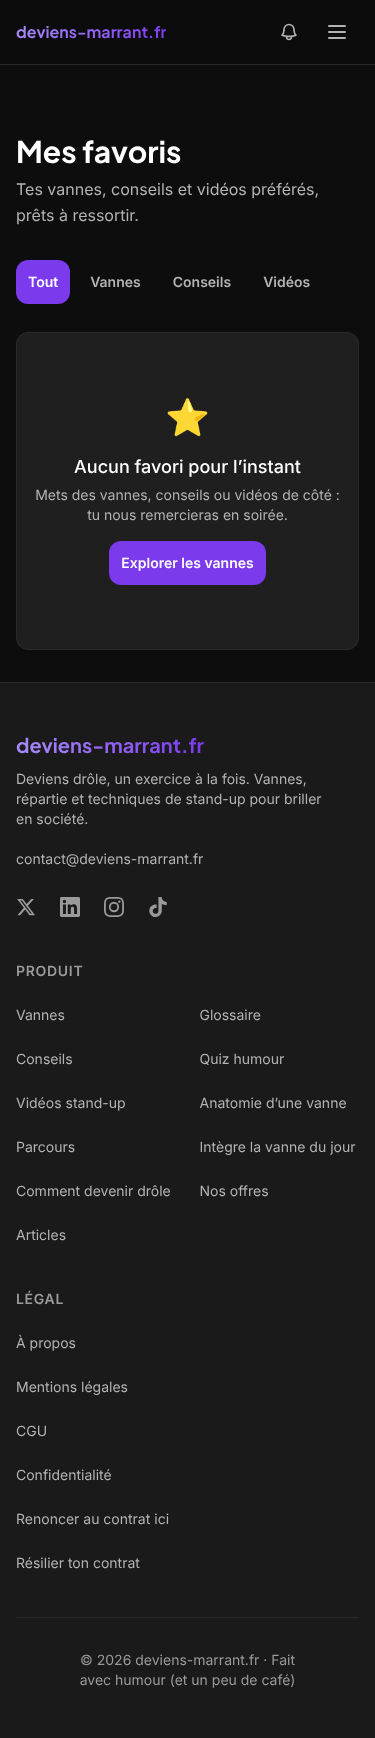 deviens-marrant.fr
Mes favoris
Tes vannes, conseils et vidéos préférés,
prêts à ressortir.
Tout
Vannes
Conseils
Vidéos
Aucun favori pour l’instant
Mets des vannes, conseils ou vidéos de côté :
tu nous remercieras en soirée.
Explorer les vannes
deviens-marrant.fr
Deviens drôle, un exercice à la fois. Vannes,
répartie et techniques de stand-up pour briller
en société.
contact@deviens-marrant.fr
PRODUIT
Vannes
Glossaire
Conseils
Quiz humour
Vidéos stand-up
Anatomie d’une vanne
Parcours
Intègre la vanne du jour
Comment devenir drôle
Nos offres
Articles
LÉGAL
À propos
Mentions légales
CGU
Confidentialité
Renoncer au contrat ici
Résilier ton contrat
© 2026 deviens-marrant.fr · Fait
avec humour (et un peu de café)